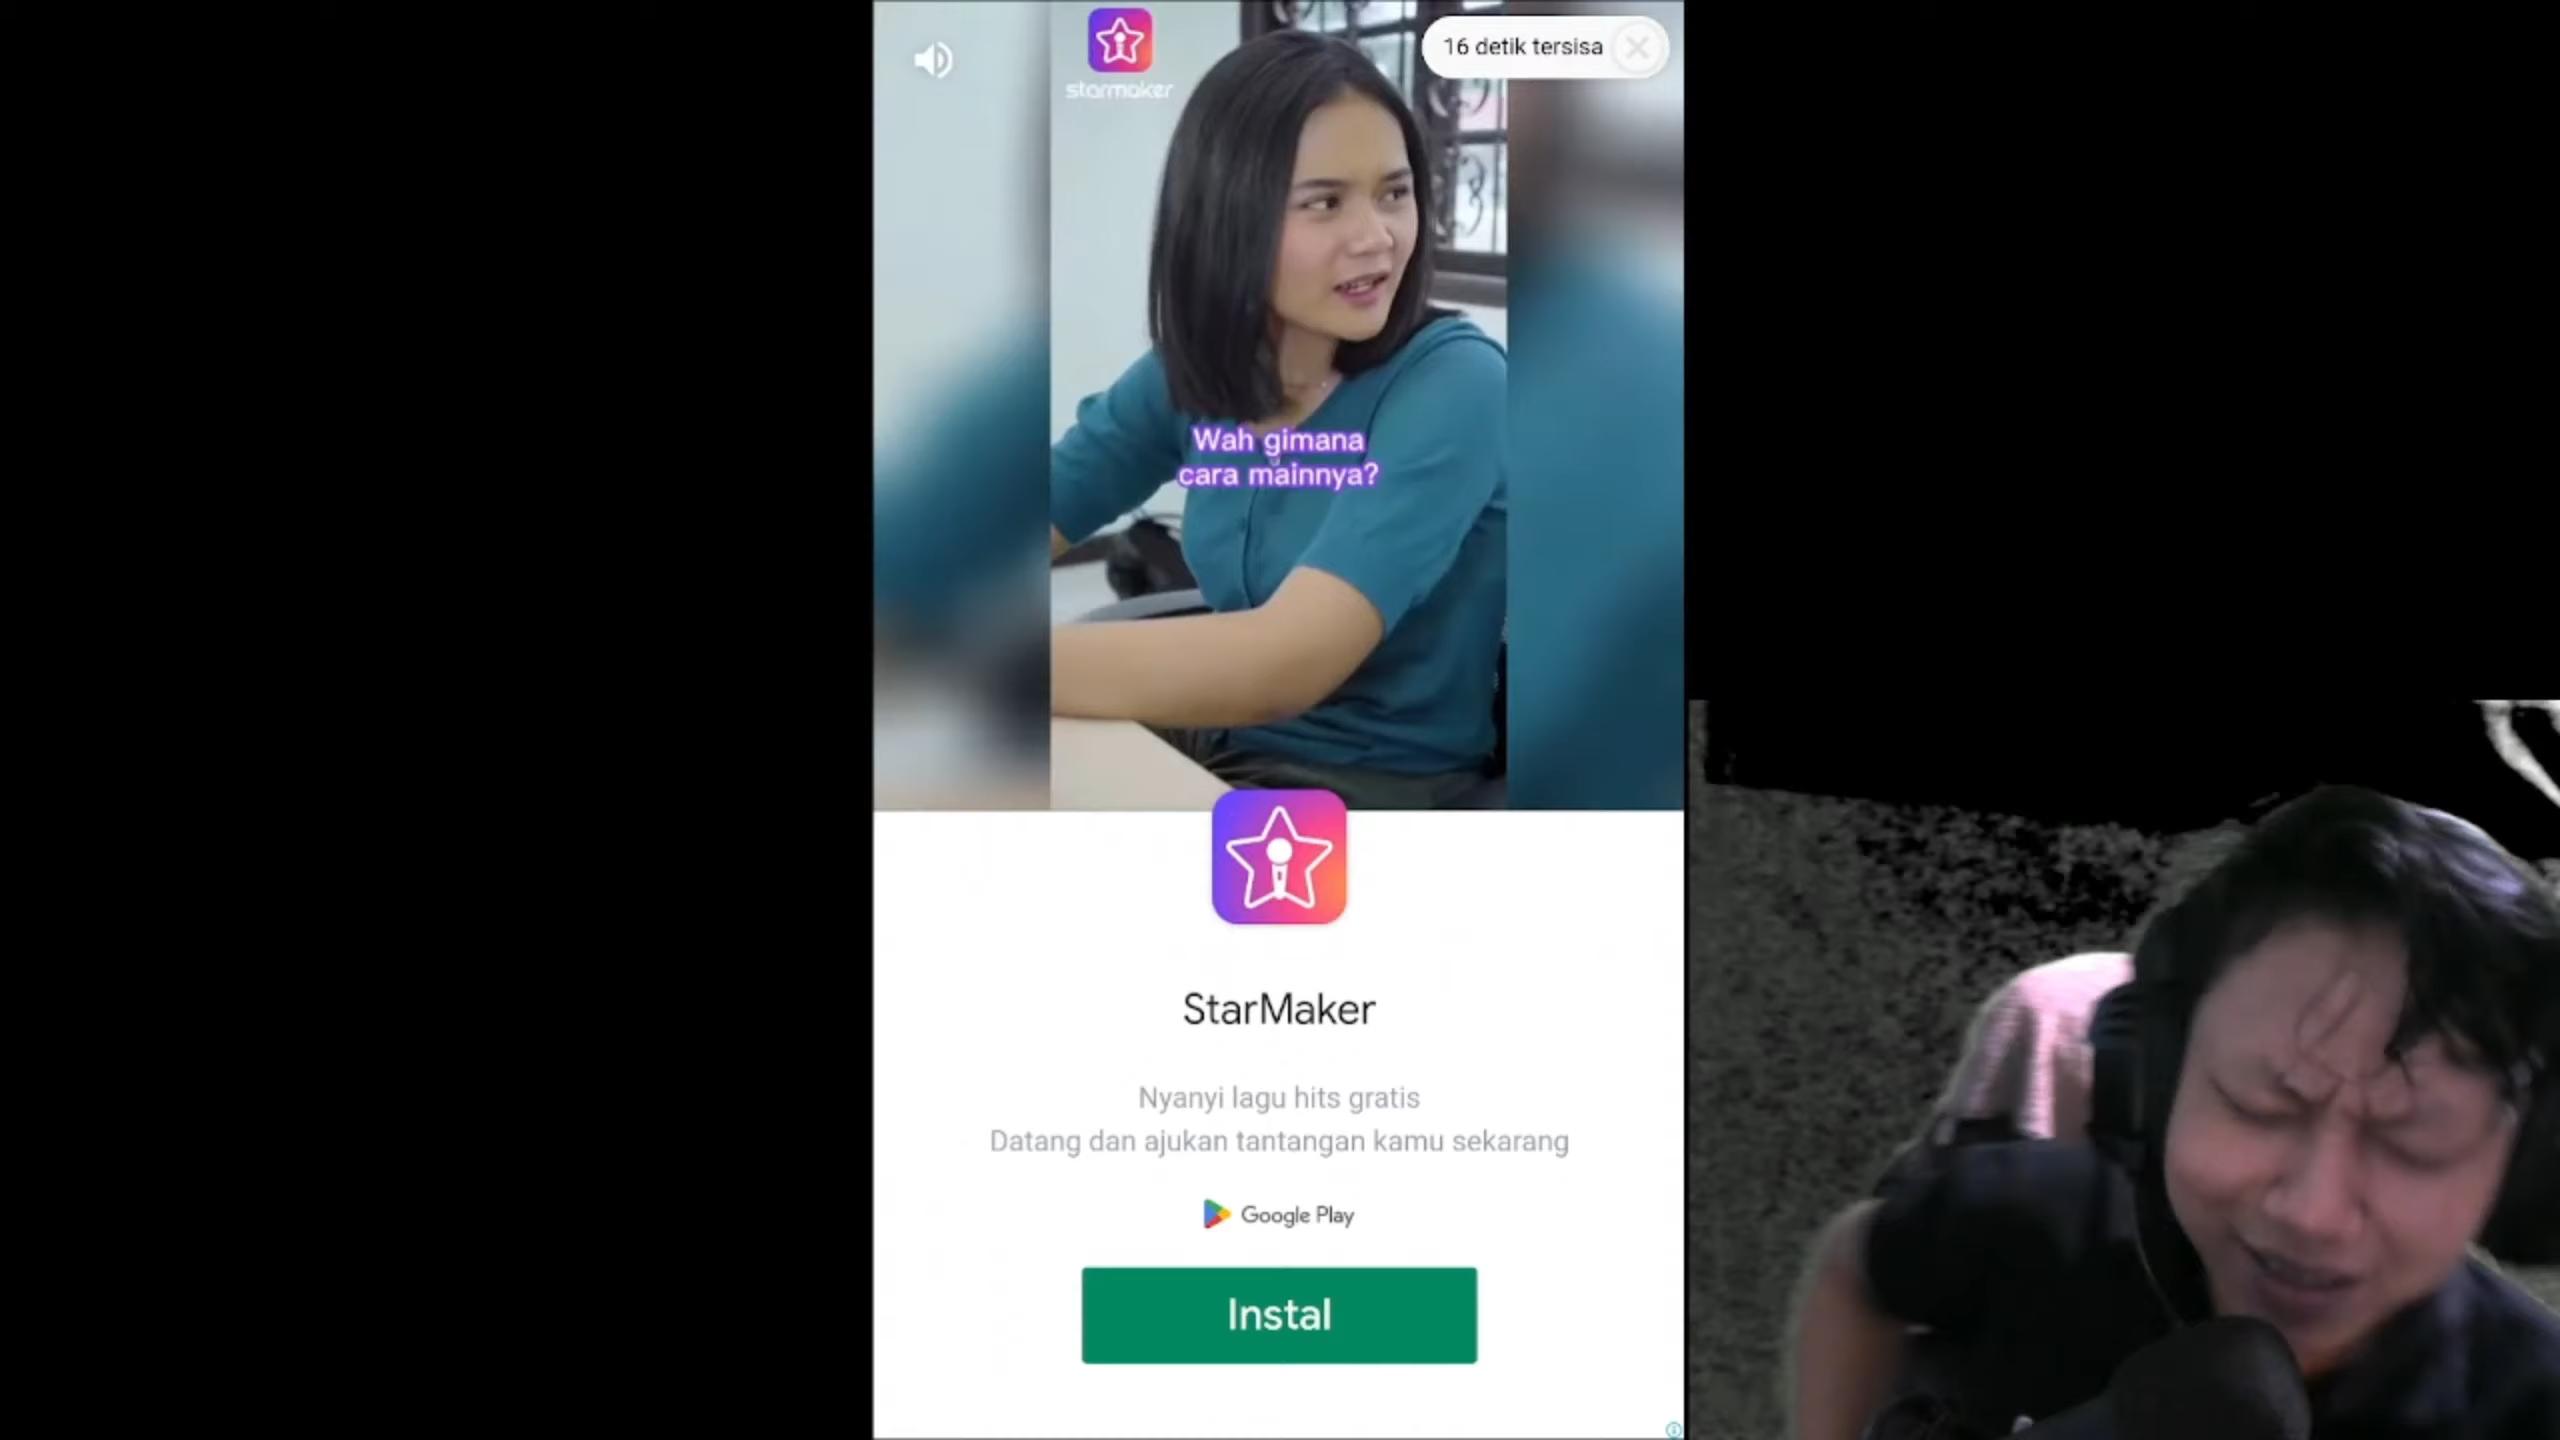 starmaker
16 detik tersisa
Wah gimana
cara mainnya?
StarMaker
Nyanyi lagu hits gratis
Datang dan ajukan tantangan kamu sekarang
Google Play
Instal